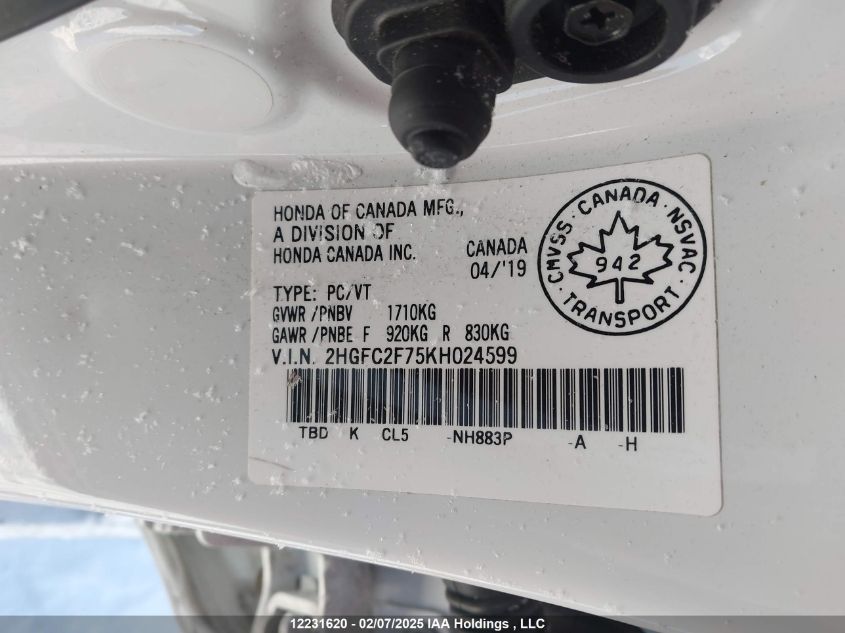 HONDA OF CANADA MFG.,
A DIVISION OF
HONDA CANADA INC.
CANADA
04/'19
TYPE: PC/VT
GVWR /PNBV 1710KG
GAWR /PNBE F 920KG R 830KG
V.I.N. 2HGFC2F75KH024599
TBD K CL5 -NH883P -A -H
CMVSS · CANADA · NSVAC
942
· TRANSPORT ·
12231620 - 02/07/2025 IAA Holdings , LLC